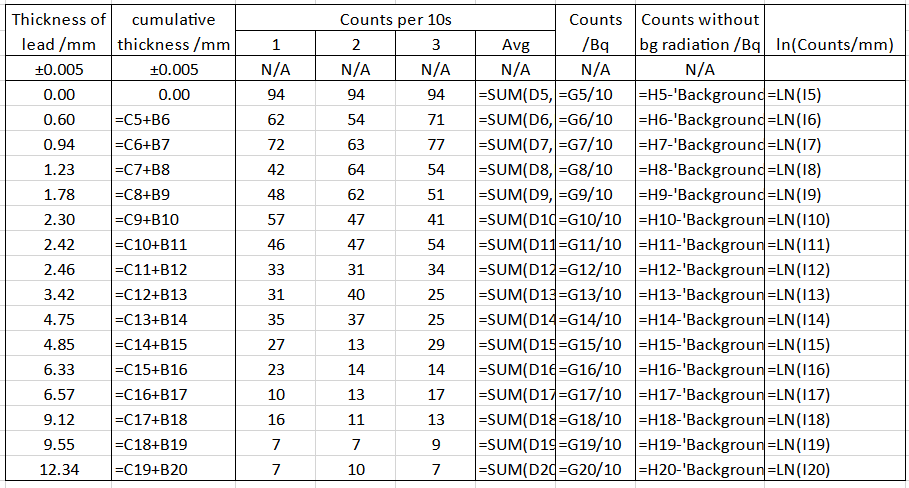 Thickness of lead /mm cumulative thickness /mm Counts per 10s Counts /Bq Counts without bg radiation /Bq ln(Counts/mm)
1 2 3 Avg
±0.005 ±0.005 N/A N/A N/A N/A N/A N/A
0.00 0.00 94 94 94 =SUM(D5, =G5/10 =H5-'Background =LN(I5)
0.60 =C5+B6 62 54 71 =SUM(D6, =G6/10 =H6-'Background =LN(I6)
0.94 =C6+B7 72 63 77 =SUM(D7, =G7/10 =H7-'Background =LN(I7)
1.23 =C7+B8 42 64 54 =SUM(D8, =G8/10 =H8-'Background =LN(I8)
1.78 =C8+B9 48 62 51 =SUM(D9, =G9/10 =H9-'Background =LN(I9)
2.30 =C9+B10 57 47 41 =SUM(D10 =G10/10 =H10-'Backgroun =LN(I10)
2.42 =C10+B11 46 47 54 =SUM(D11 =G11/10 =H11-'Backgroun =LN(I11)
2.46 =C11+B12 33 31 34 =SUM(D12 =G12/10 =H12-'Backgroun =LN(I12)
3.42 =C12+B13 31 40 25 =SUM(D13 =G13/10 =H13-'Backgroun =LN(I13)
4.75 =C13+B14 35 37 25 =SUM(D14 =G14/10 =H14-'Backgroun =LN(I14)
4.85 =C14+B15 27 13 29 =SUM(D15 =G15/10 =H15-'Backgroun =LN(I15)
6.33 =C15+B16 23 14 14 =SUM(D16 =G16/10 =H16-'Backgroun =LN(I16)
6.57 =C16+B17 10 13 17 =SUM(D17 =G17/10 =H17-'Backgroun =LN(I17)
9.12 =C17+B18 16 11 13 =SUM(D18 =G18/10 =H18-'Backgroun =LN(I18)
9.55 =C18+B19 7 7 9 =SUM(D19 =G19/10 =H19-'Backgroun =LN(I19)
12.34 =C19+B20 7 10 7 =SUM(D20 =G20/10 =H20-'Backgroun =LN(I20)